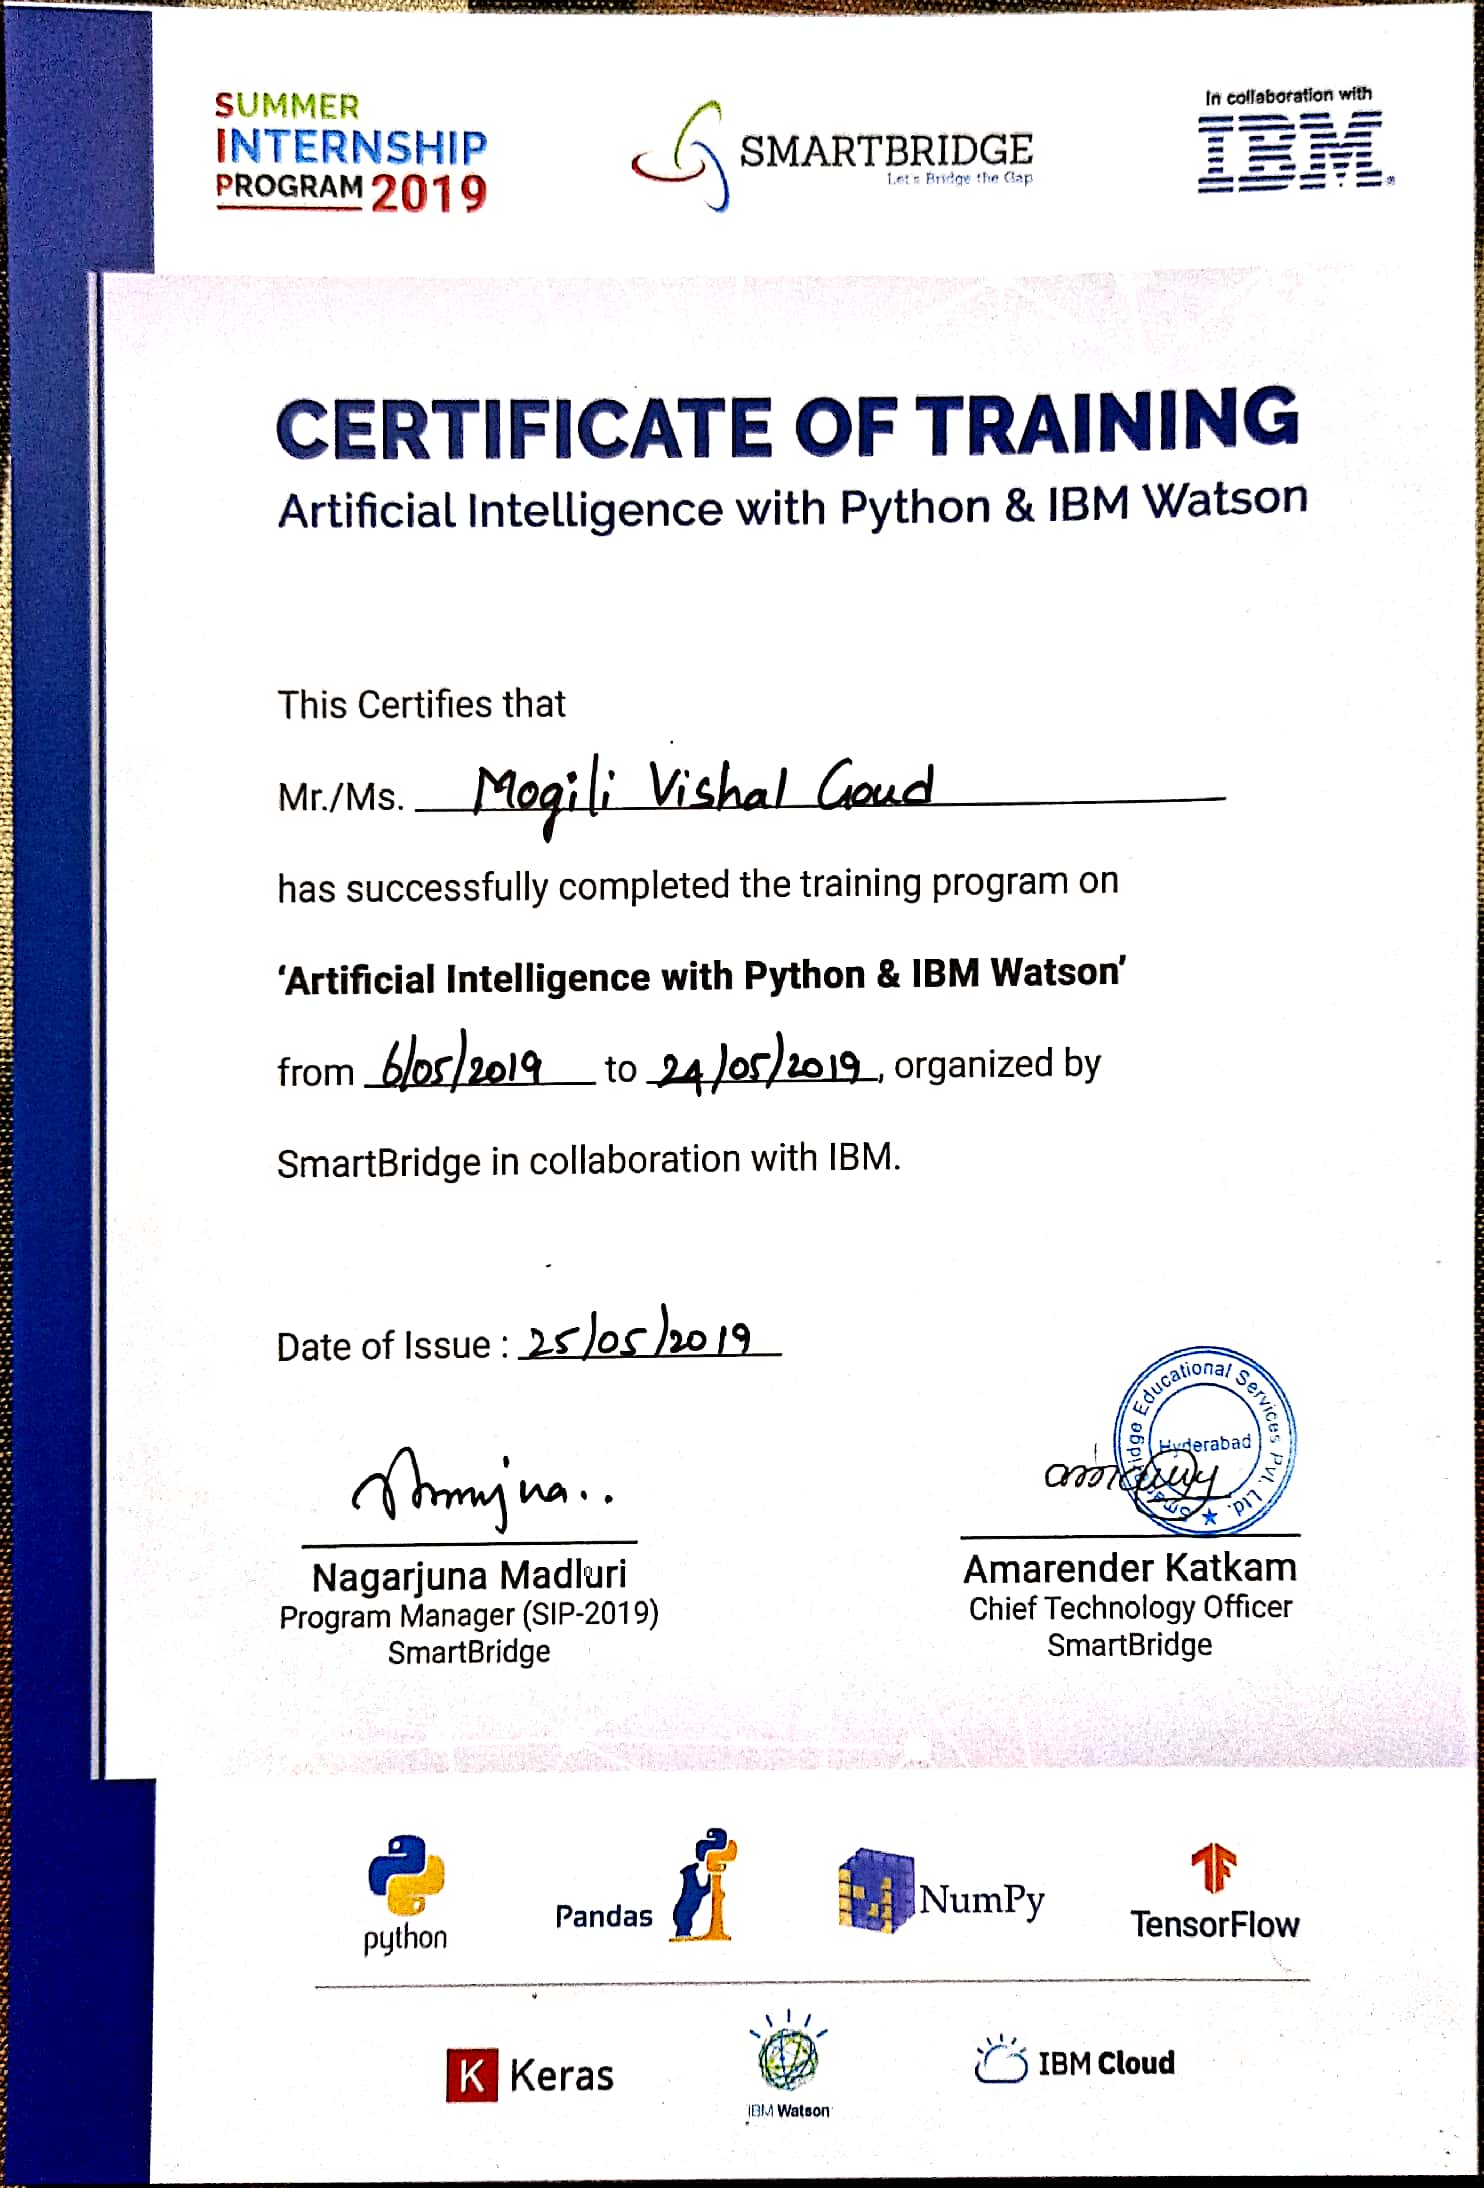 SUMMER
INTERNSHIP
PROGRAM 2019
SMARTBRIDGE
Let's Bridge the Gap
In collaboration with
IBM
CERTIFICATE OF TRAINING
Artificial Intelligence with Python & IBM Watson
This Certifies that
Mr./Ms. Mogili Vishal Goud
has successfully completed the training program on
‘Artificial Intelligence with Python & IBM Watson’
from 6/05/2019 to 24/05/2019, organized by
SmartBridge in collaboration with IBM.
Date of Issue : 25/05/2019
SmartBridge Educational Services Pvt. Ltd.
Hyderabad
Nagarjuna Madluri
Program Manager (SIP-2019)
SmartBridge
Amarender Katkam
Chief Technology Officer
SmartBridge
python
Pandas
NumPy
TensorFlow
K Keras
IBM Watson
IBM Cloud